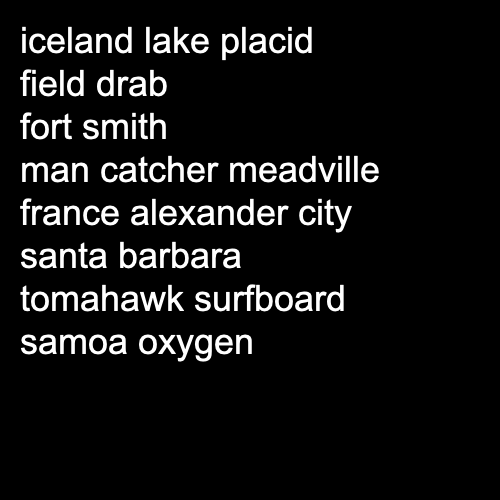 iceland lake placid
field drab
fort smith
man catcher meadville
france alexander city
santa barbara
tomahawk surfboard
samoa oxygen